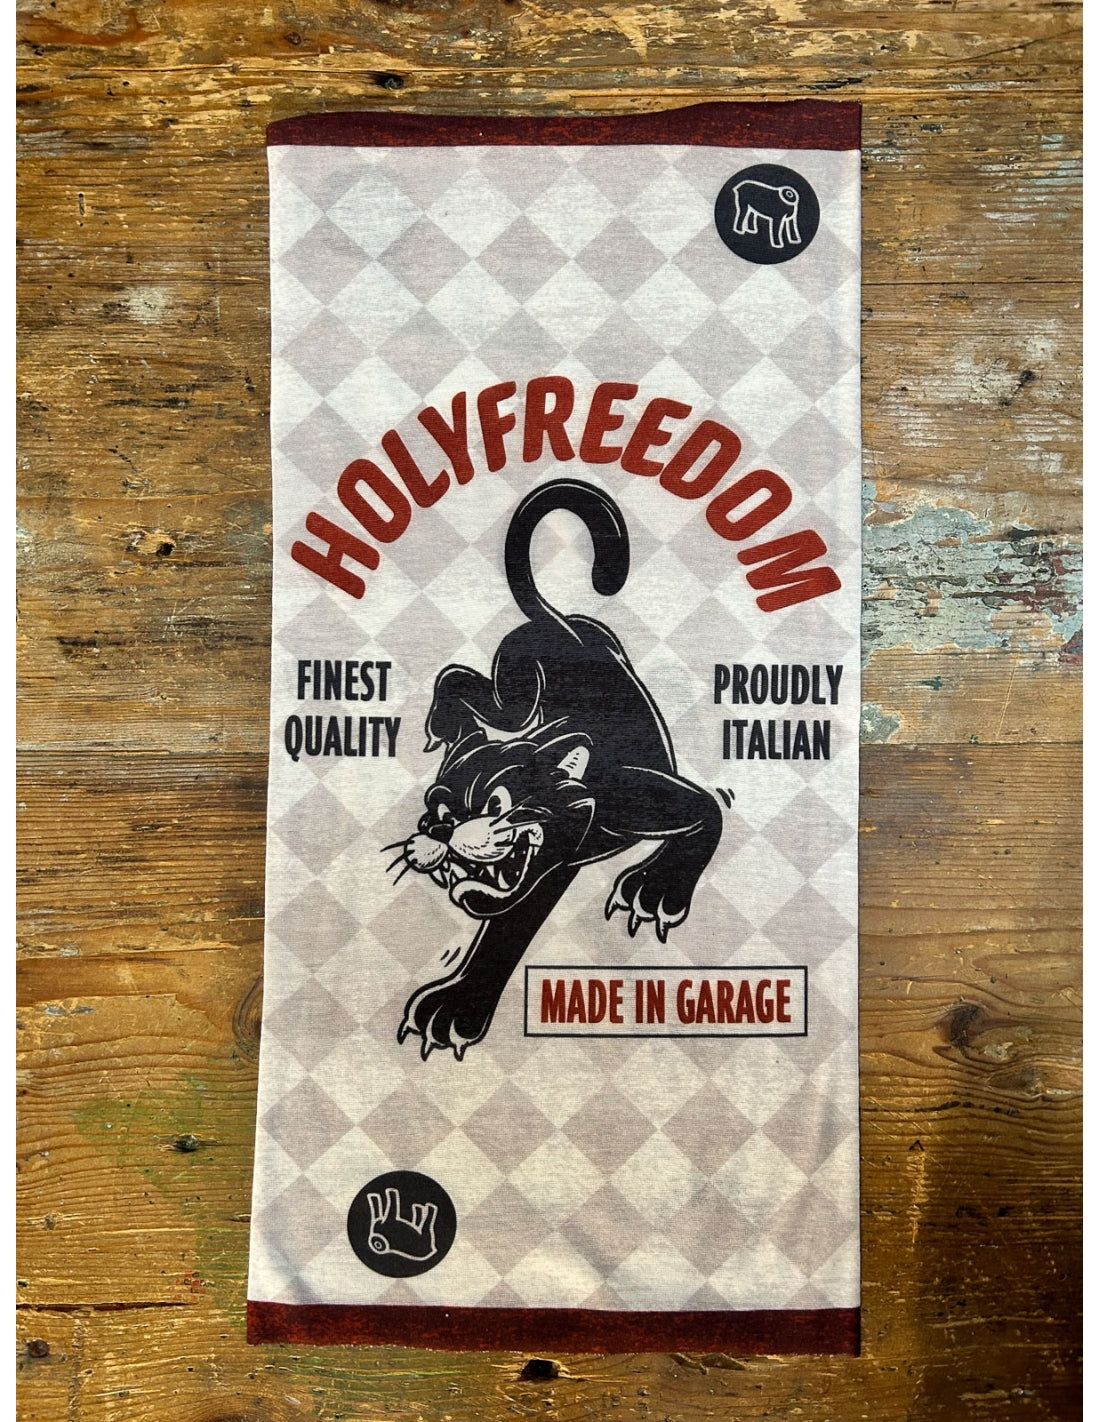 HOLYFREEDOM
FINEST
QUALITY
PROUDLY
ITALIAN
MADE IN GARAGE